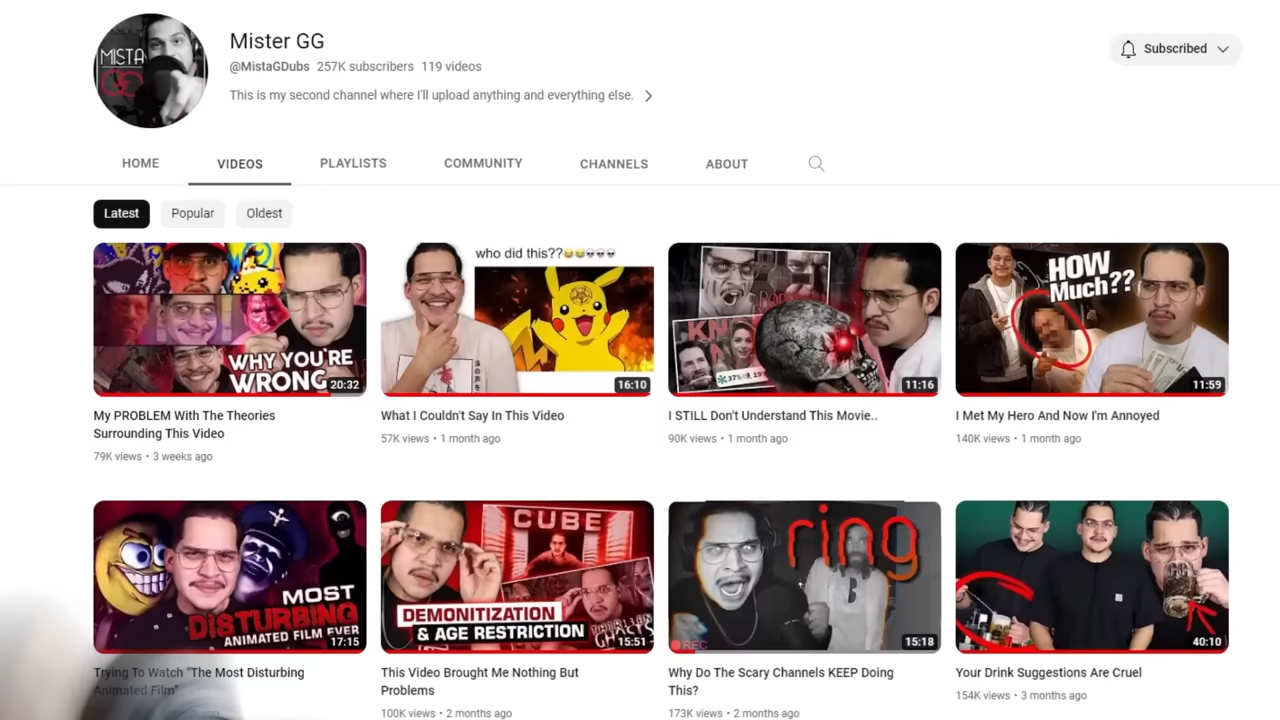 Mister GG
@MistaGDubs 257K subscribers 119 videos
This is my second channel where I'll upload anything and everything else.
Subscribed
MISTA
GG
HOME VIDEOS PLAYLISTS COMMUNITY CHANNELS ABOUT
Latest Popular Oldest
WHY YOU'RE
WRONG
20:32
My PROBLEM With The Theories
Surrounding This Video
79K views • 3 weeks ago
who did this??😂😂💀💀💀
16:10
What I Couldn't Say In This Video
57K views • 1 month ago
37%
11:16
I STILL Don't Understand This Movie..
90K views • 1 month ago
HOW
Much??
11:59
I Met My Hero And Now I'm Annoyed
140K views • 1 month ago
MOST
DISTURBING
ANIMATED FILM EVER
17:15
Trying To Watch "The Most Disturbing
Animated Film"
CUBE
DEMONITIZATION
& AGE RESTRICTION
15:51
This Video Brought Me Nothing But
Problems
100K views • 2 months ago
ring
REC
15:18
Why Do The Scary Channels KEEP Doing
This?
173K views • 2 months ago
40:10
Your Drink Suggestions Are Cruel
154K views • 3 months ago